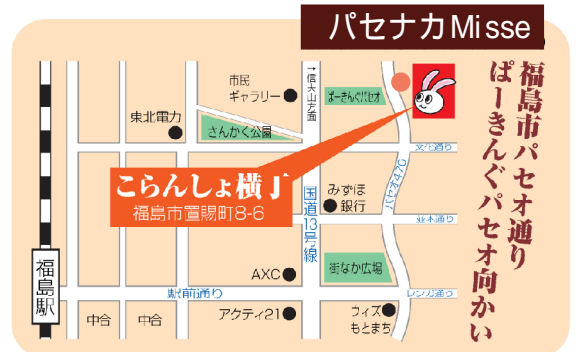 パセナカMisse
福島市パセオ通り
ぱーきんぐパセオ向かい
市民
ギャラリー
↑信夫山方面
ぱーきんぐパセオ
東北電力
さんかく公園
文化通り
こらんしょ横丁
福島市置賜町8-6
国道13号線
みずほ
銀行
パセオ470
並木通り
福島駅
AXC
街なか広場
駅前通り
レンガ通り
中合
中合
アクティ21
ウィズ
もとまち